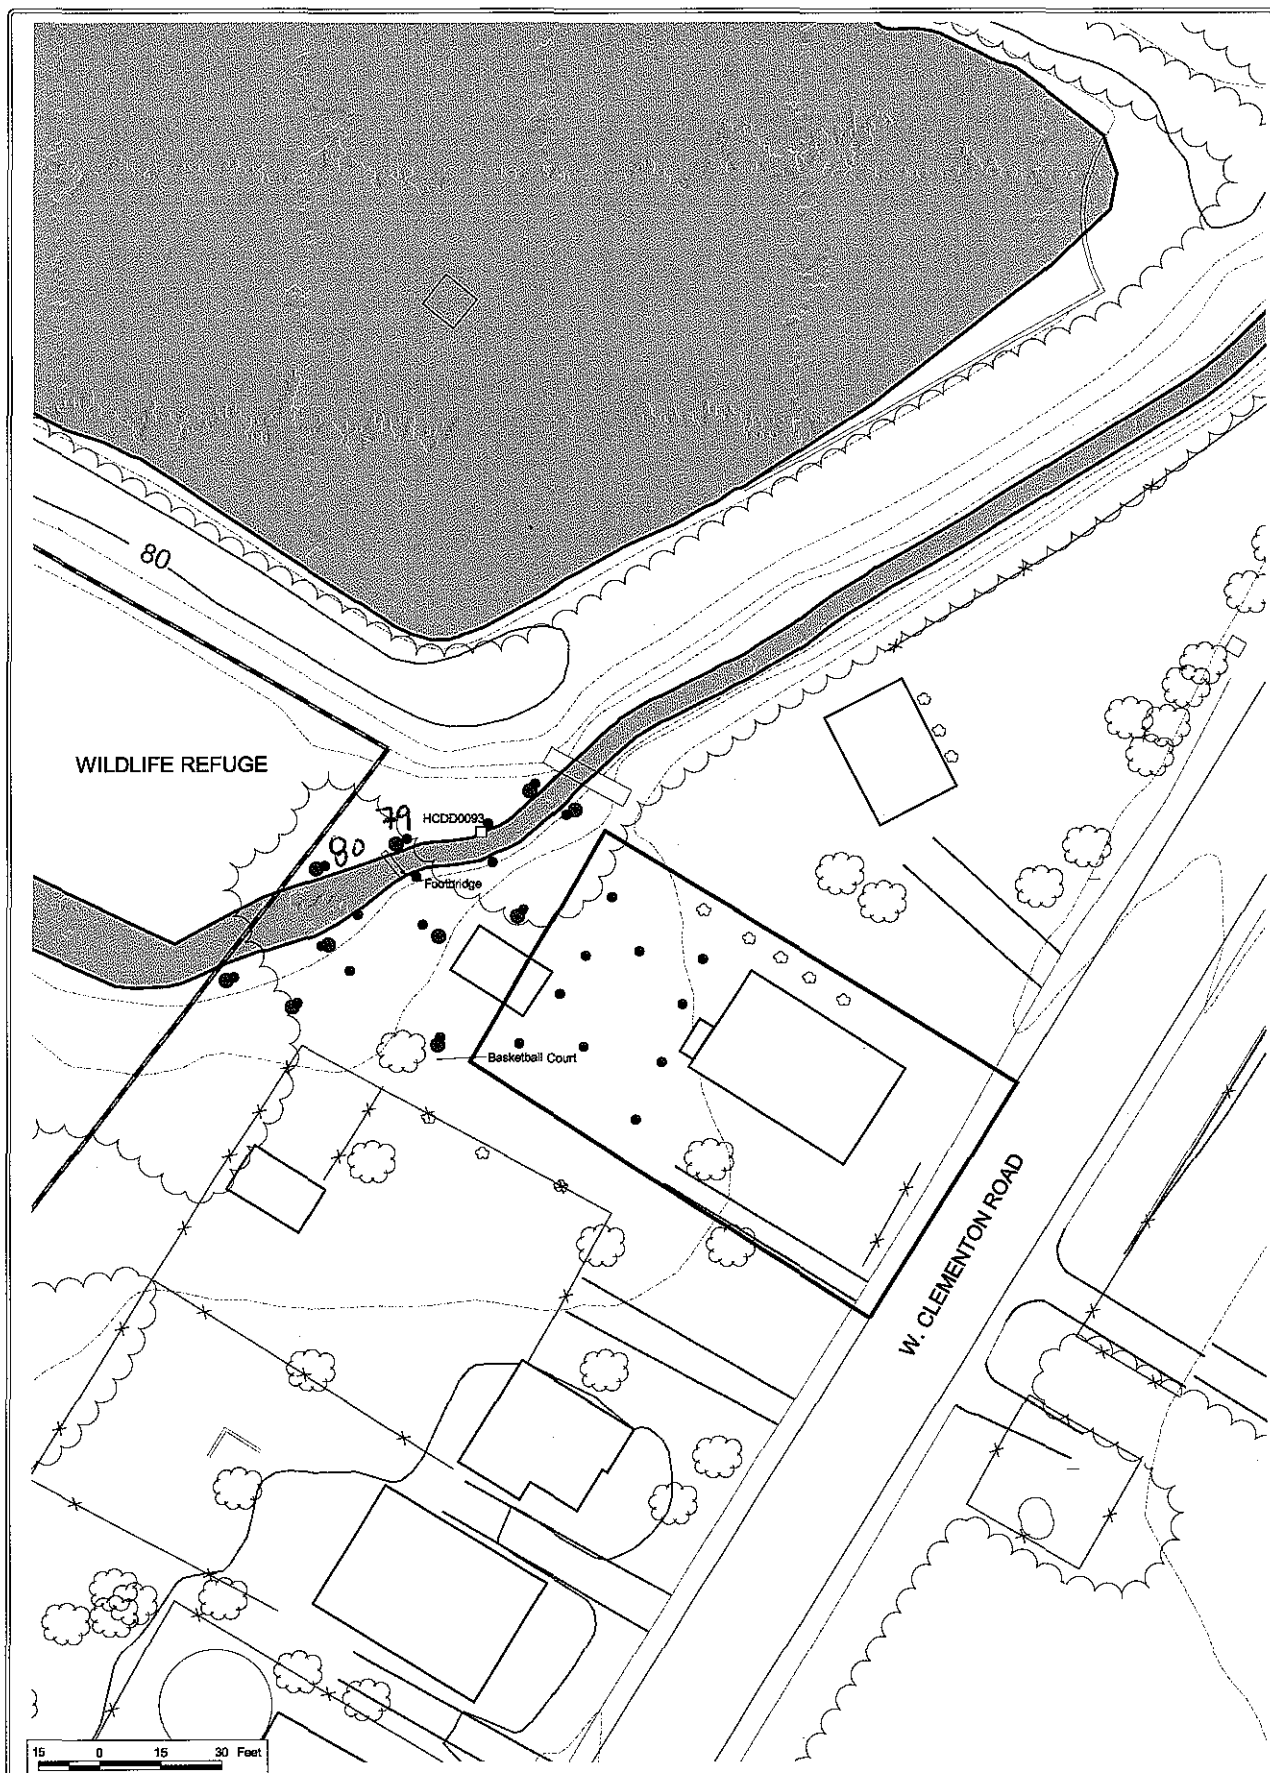 80
WILDLIFE REFUGE
79
HCDD0093
80
Footbridge
Basketball Court
W. CLEMENTON ROAD
15 0 15 30 Feet